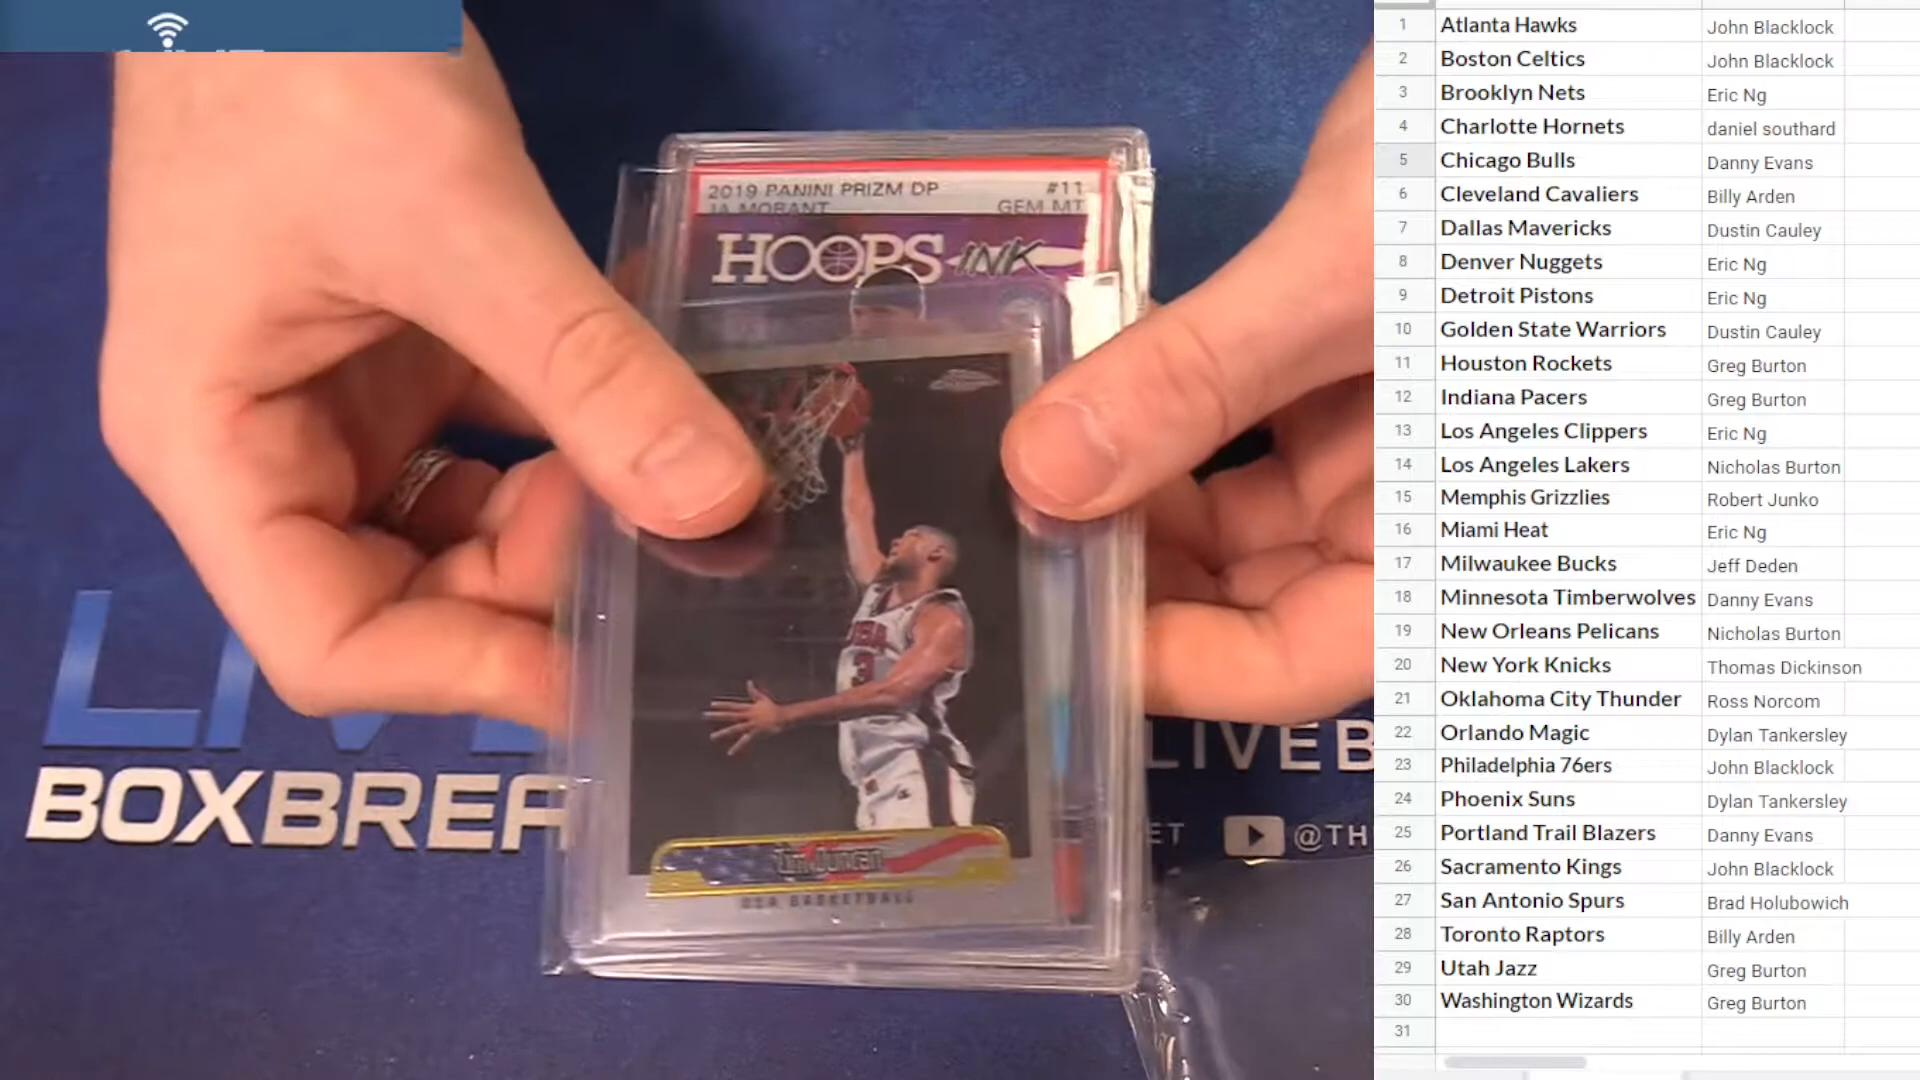 2019 PANINI PRIZM DP #11
JA MORANT GEM MT
HOOPS INK
USA
3
Tim Duncan
USA BASKETBALL
BOXBREA
LIVEB
@TH
1 Atlanta Hawks John Blacklock
2 Boston Celtics John Blacklock
3 Brooklyn Nets Eric Ng
4 Charlotte Hornets daniel southard
5 Chicago Bulls Danny Evans
6 Cleveland Cavaliers Billy Arden
7 Dallas Mavericks Dustin Cauley
8 Denver Nuggets Eric Ng
9 Detroit Pistons Eric Ng
10 Golden State Warriors Dustin Cauley
11 Houston Rockets Greg Burton
12 Indiana Pacers Greg Burton
13 Los Angeles Clippers Eric Ng
14 Los Angeles Lakers Nicholas Burton
15 Memphis Grizzlies Robert Junko
16 Miami Heat Eric Ng
17 Milwaukee Bucks Jeff Deden
18 Minnesota Timberwolves Danny Evans
19 New Orleans Pelicans Nicholas Burton
20 New York Knicks Thomas Dickinson
21 Oklahoma City Thunder Ross Norcom
22 Orlando Magic Dylan Tankersley
23 Philadelphia 76ers John Blacklock
24 Phoenix Suns Dylan Tankersley
25 Portland Trail Blazers Danny Evans
26 Sacramento Kings John Blacklock
27 San Antonio Spurs Brad Holubowich
28 Toronto Raptors Billy Arden
29 Utah Jazz Greg Burton
30 Washington Wizards Greg Burton
31